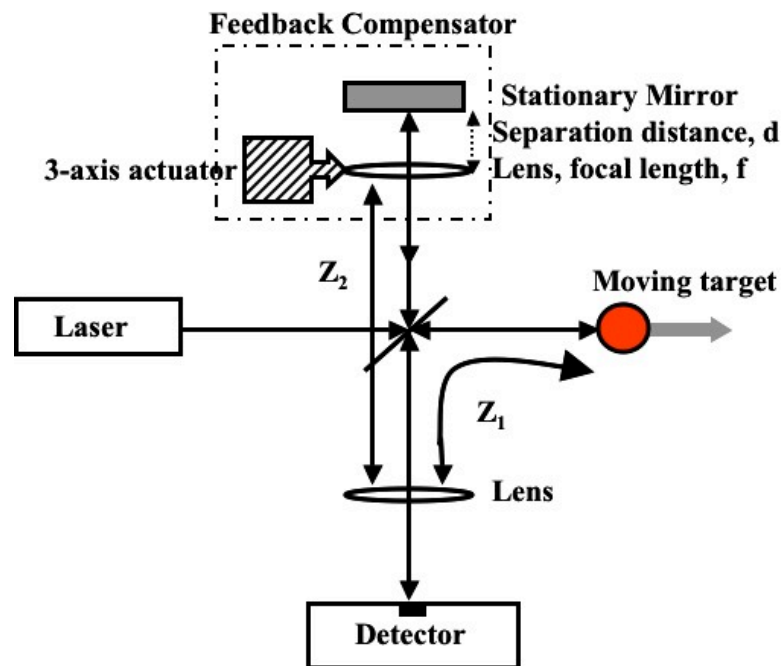 Feedback Compensator
Stationary Mirror
Separation distance, d
3-axis actuator
Lens, focal length, f
Z2
Moving target
Laser
Z1
Lens
Detector